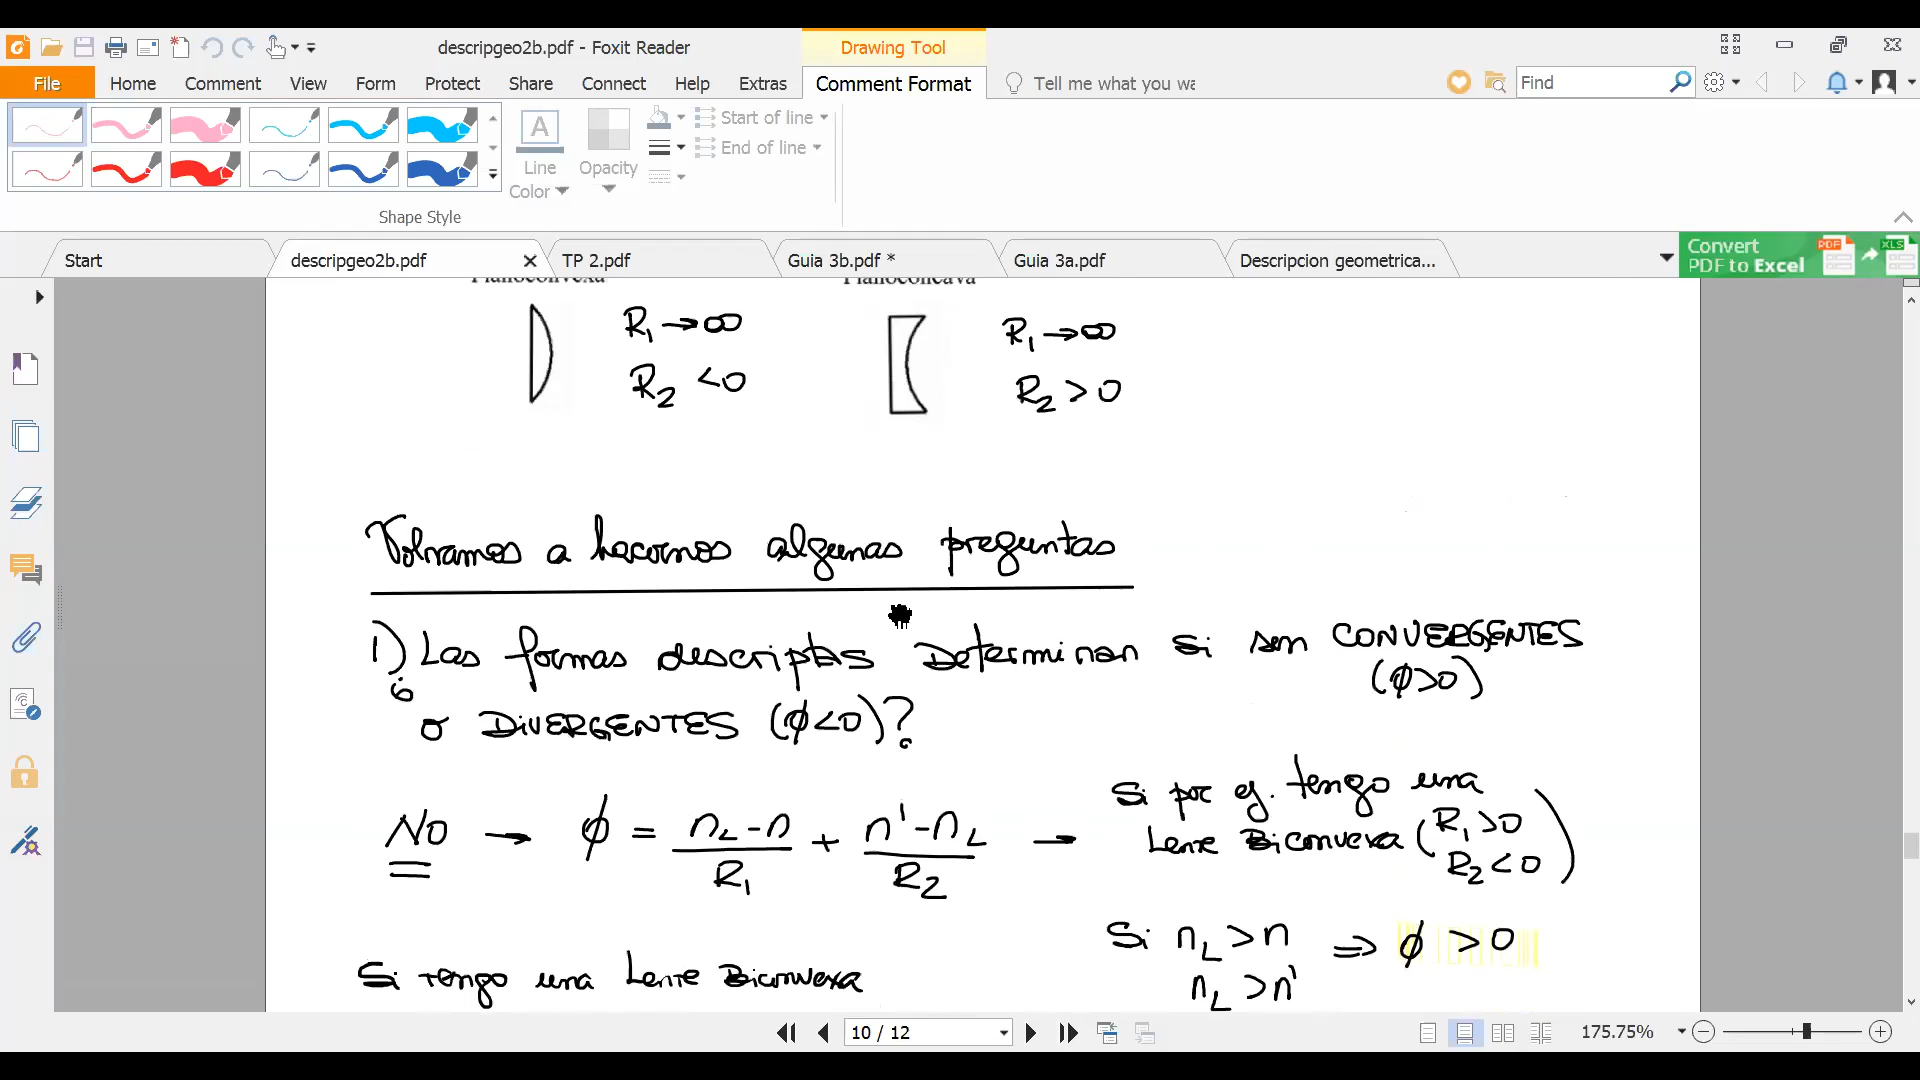 descripgeo2b.pdf - Foxit Reader
Drawing Tool
File
Home
Comment
View
Form
Protect
Share
Connect
Help
Extras
Comment Format
Tell me what you wa
Find
A
Line
Color
Opacity
Start of line
End of line
Shape Style
Start
descripgeo2b.pdf
TP 2.pdf
Guia 3b.pdf *
Guia 3a.pdf
Descripcion geometrica...
Convert
PDF to Excel
PDF
XLS
Planoconvexa
Planoconcava
R₁ → ∞
R₂ < 0
R₁ → ∞
R₂ > 0
Volvamos a hacernos algunas preguntas
1) ¿Las formas descriptas Determinan si son CONVERGENTES
(ϕ>0)
o DIVERGENTES (ϕ<0)?
NO → ϕ = (n_L - n)/R₁ + (n' - n_L)/R₂ →
Si por ej. tengo una
Lente Biconvexa (R₁>0
R₂<0)
Si n_L > n ⇒ ϕ > 0
n_L > n'
Si tengo una Lente Biconvexa
10 / 12
175.75%